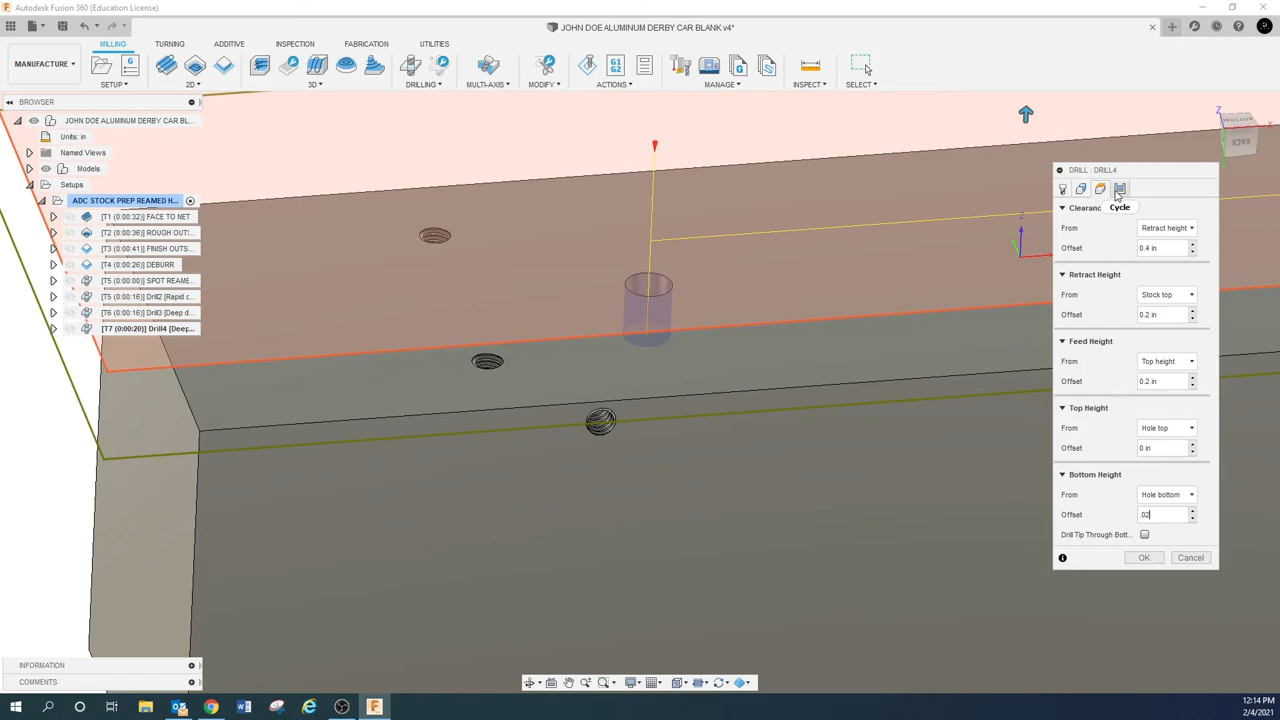 Autodesk Fusion 360 (Education License)
JOHN DOE ALUMINUM DERBY CAR BLANK v4*
MILLING TURNING ADDITIVE INSPECTION FABRICATION UTILITIES
MANUFACTURE
G
G1
G2
G
SETUP 2D 3D DRILLING MULTI-AXIS MODIFY ACTIONS MANAGE INSPECT SELECT
BROWSER
JOHN DOE ALUMINUM DERBY CAR BL...
Units: in
Named Views
Models
Setups
ADC STOCK PREP REAMED H...
[T1 (0:00:32)] FACE TO NET
[T2 (0:00:36)] ROUGH OUT:...
[T3 (0:00:41)] FINISH OUTS...
[T4 (0:00:26)] DEBURR
[T5 (0:00:00)] SPOT REAME...
[T5 (0:00:16)] Drill2 [Rapid c...
[T6 (0:00:16)] Drill3 [Deep d...
[T7 (0:00:20)] Drill4 [Deep...
Z
X
BOTTOM
BACK
Z
DRILL : DRILL4
Clearanc
Cycle
From Retract height
Offset 0.4 in
Retract Height
From Stock top
Offset 0.2 in
Feed Height
From Top height
Offset 0.2 in
Top Height
From Hole top
Offset 0 in
Bottom Height
From Hole bottom
Offset .02
Drill Tip Through Bott...
OK Cancel
INFORMATION
COMMENTS
12:14 PM
2/4/2021